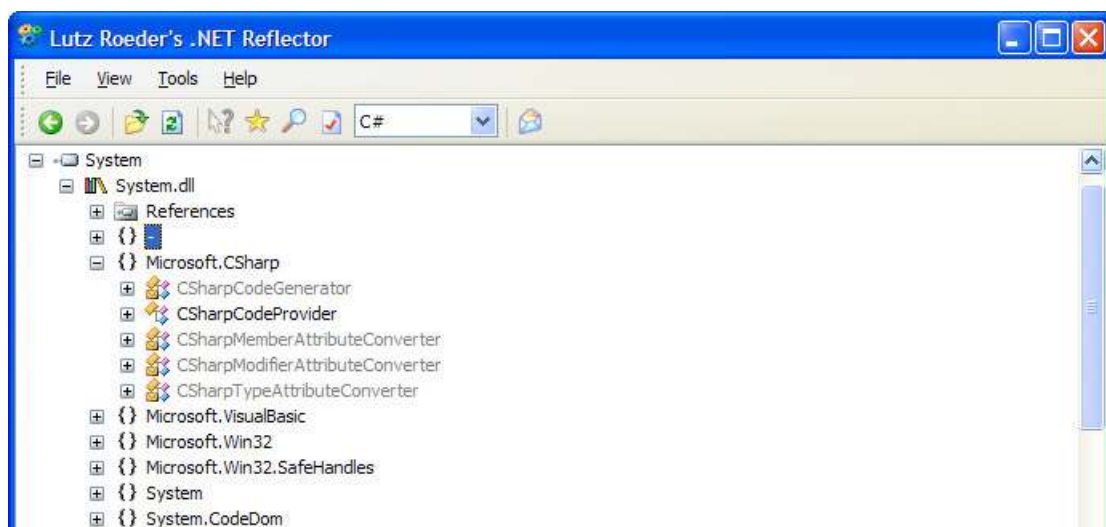 Lutz Roeder's .NET Reflector
File View Tools Help
C#
System
System.dll
References
{} -
{} Microsoft.CSharp
CSharpCodeGenerator
CSharpCodeProvider
CSharpMemberAttributeConverter
CSharpModifierAttributeConverter
CSharpTypeAttributeConverter
{} Microsoft.VisualBasic
{} Microsoft.Win32
{} Microsoft.Win32.SafeHandles
{} System
{} System.CodeDom